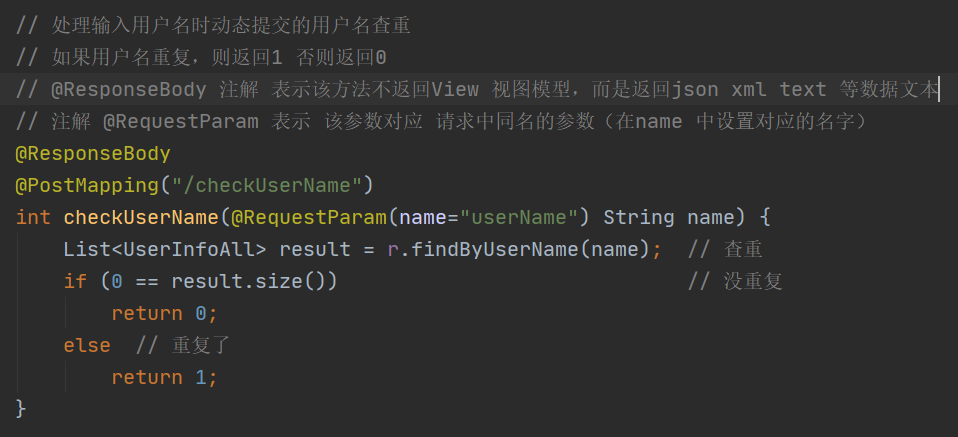 // 处理输入用户名时动态提交的用户名查重
// 如果用户名重复，则返回1 否则返回0
// @ResponseBody 注解 表示该方法不返回View 视图模型，而是返回json xml text 等数据文本
// 注解 @RequestParam 表示 该参数对应 请求中同名的参数（在name 中设置对应的名字）
@ResponseBody
@PostMapping("/checkUserName")
int checkUserName(@RequestParam(name="userName") String name) {
    List<UserInfoAll> result = r.findByUserName(name);  // 查重
    if (0 == result.size())                             // 没重复
        return 0;
    else  // 重复了
        return 1;
}